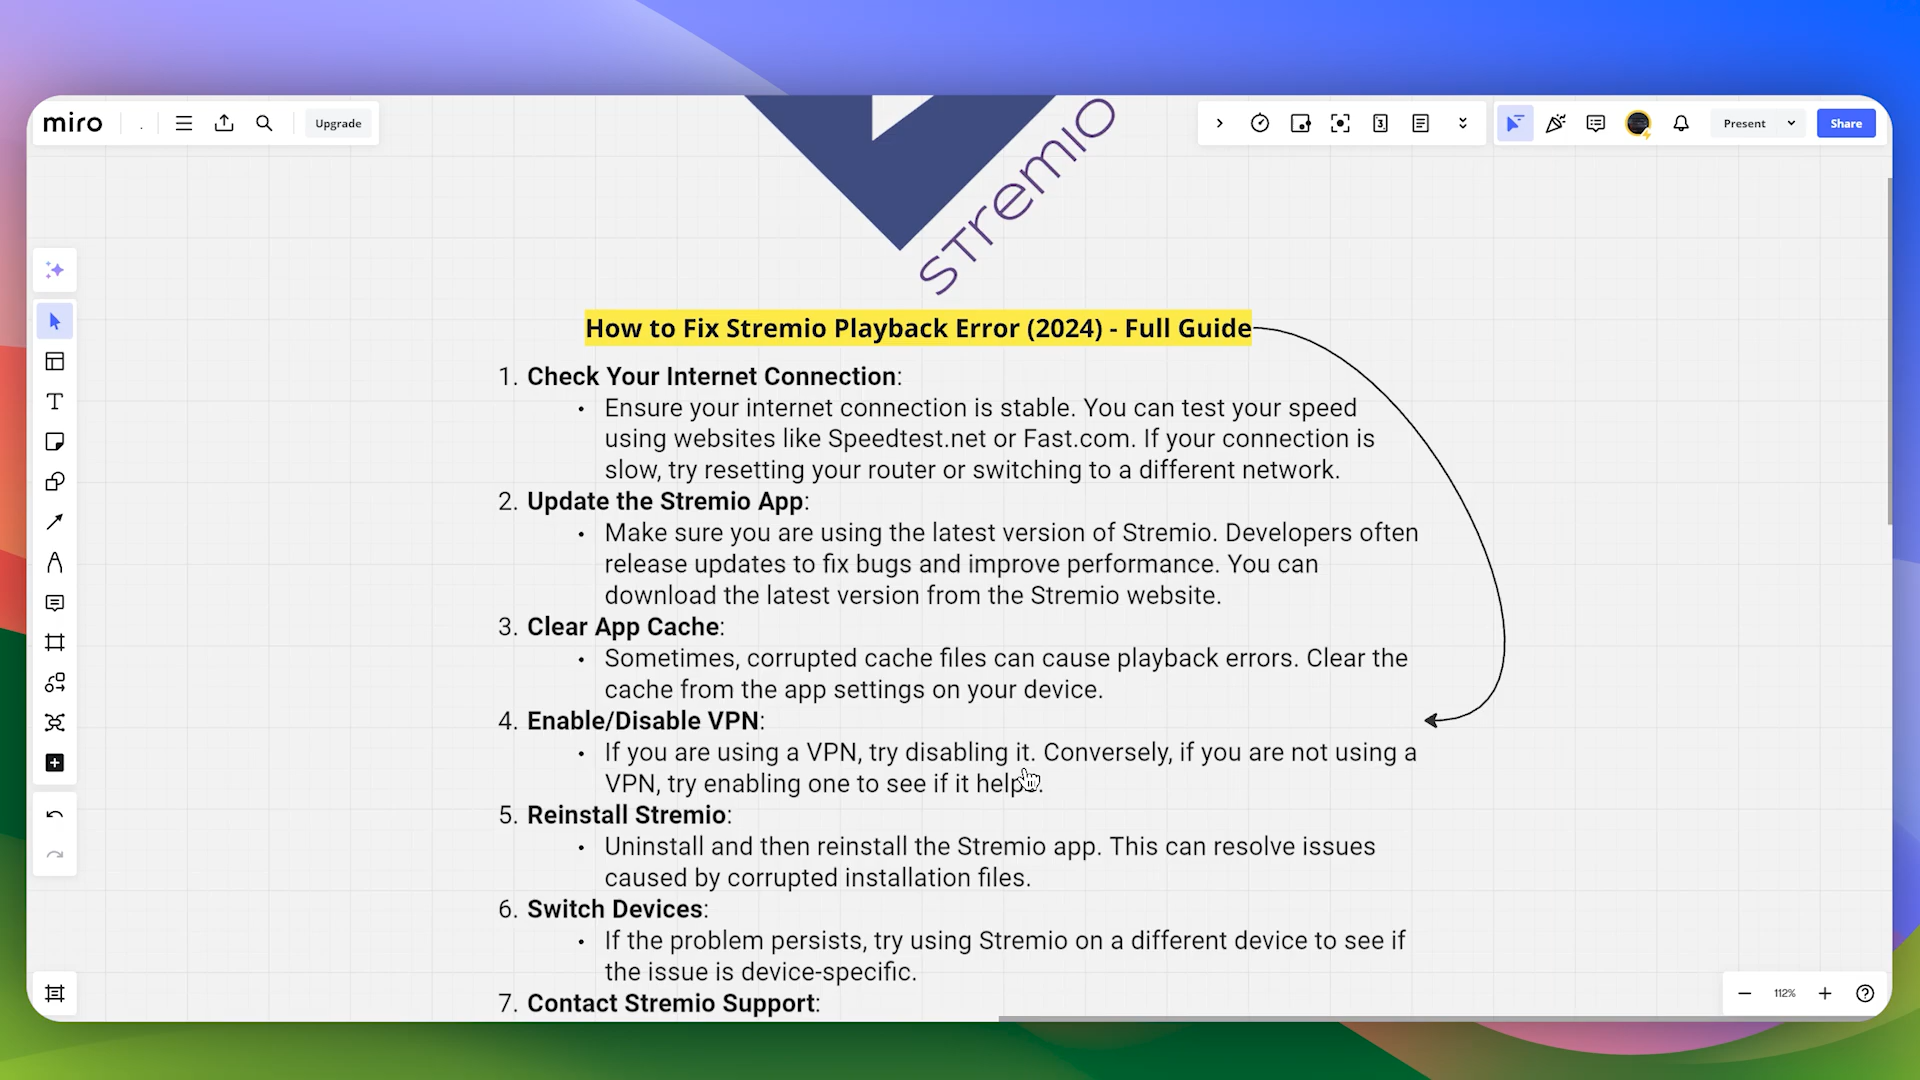 miro
.
Upgrade
3
Present
Share
stremio
How to Fix Stremio Playback Error (2024) - Full Guide
1. Check Your Internet Connection:
• Ensure your internet connection is stable. You can test your speed
using websites like Speedtest.net or Fast.com. If your connection is
slow, try resetting your router or switching to a different network.
2. Update the Stremio App:
• Make sure you are using the latest version of Stremio. Developers often
release updates to fix bugs and improve performance. You can
download the latest version from the Stremio website.
3. Clear App Cache:
• Sometimes, corrupted cache files can cause playback errors. Clear the
cache from the app settings on your device.
4. Enable/Disable VPN:
• If you are using a VPN, try disabling it. Conversely, if you are not using a
VPN, try enabling one to see if it helps.
5. Reinstall Stremio:
• Uninstall and then reinstall the Stremio app. This can resolve issues
caused by corrupted installation files.
6. Switch Devices:
• If the problem persists, try using Stremio on a different device to see if
the issue is device-specific.
7. Contact Stremio Support:
112%